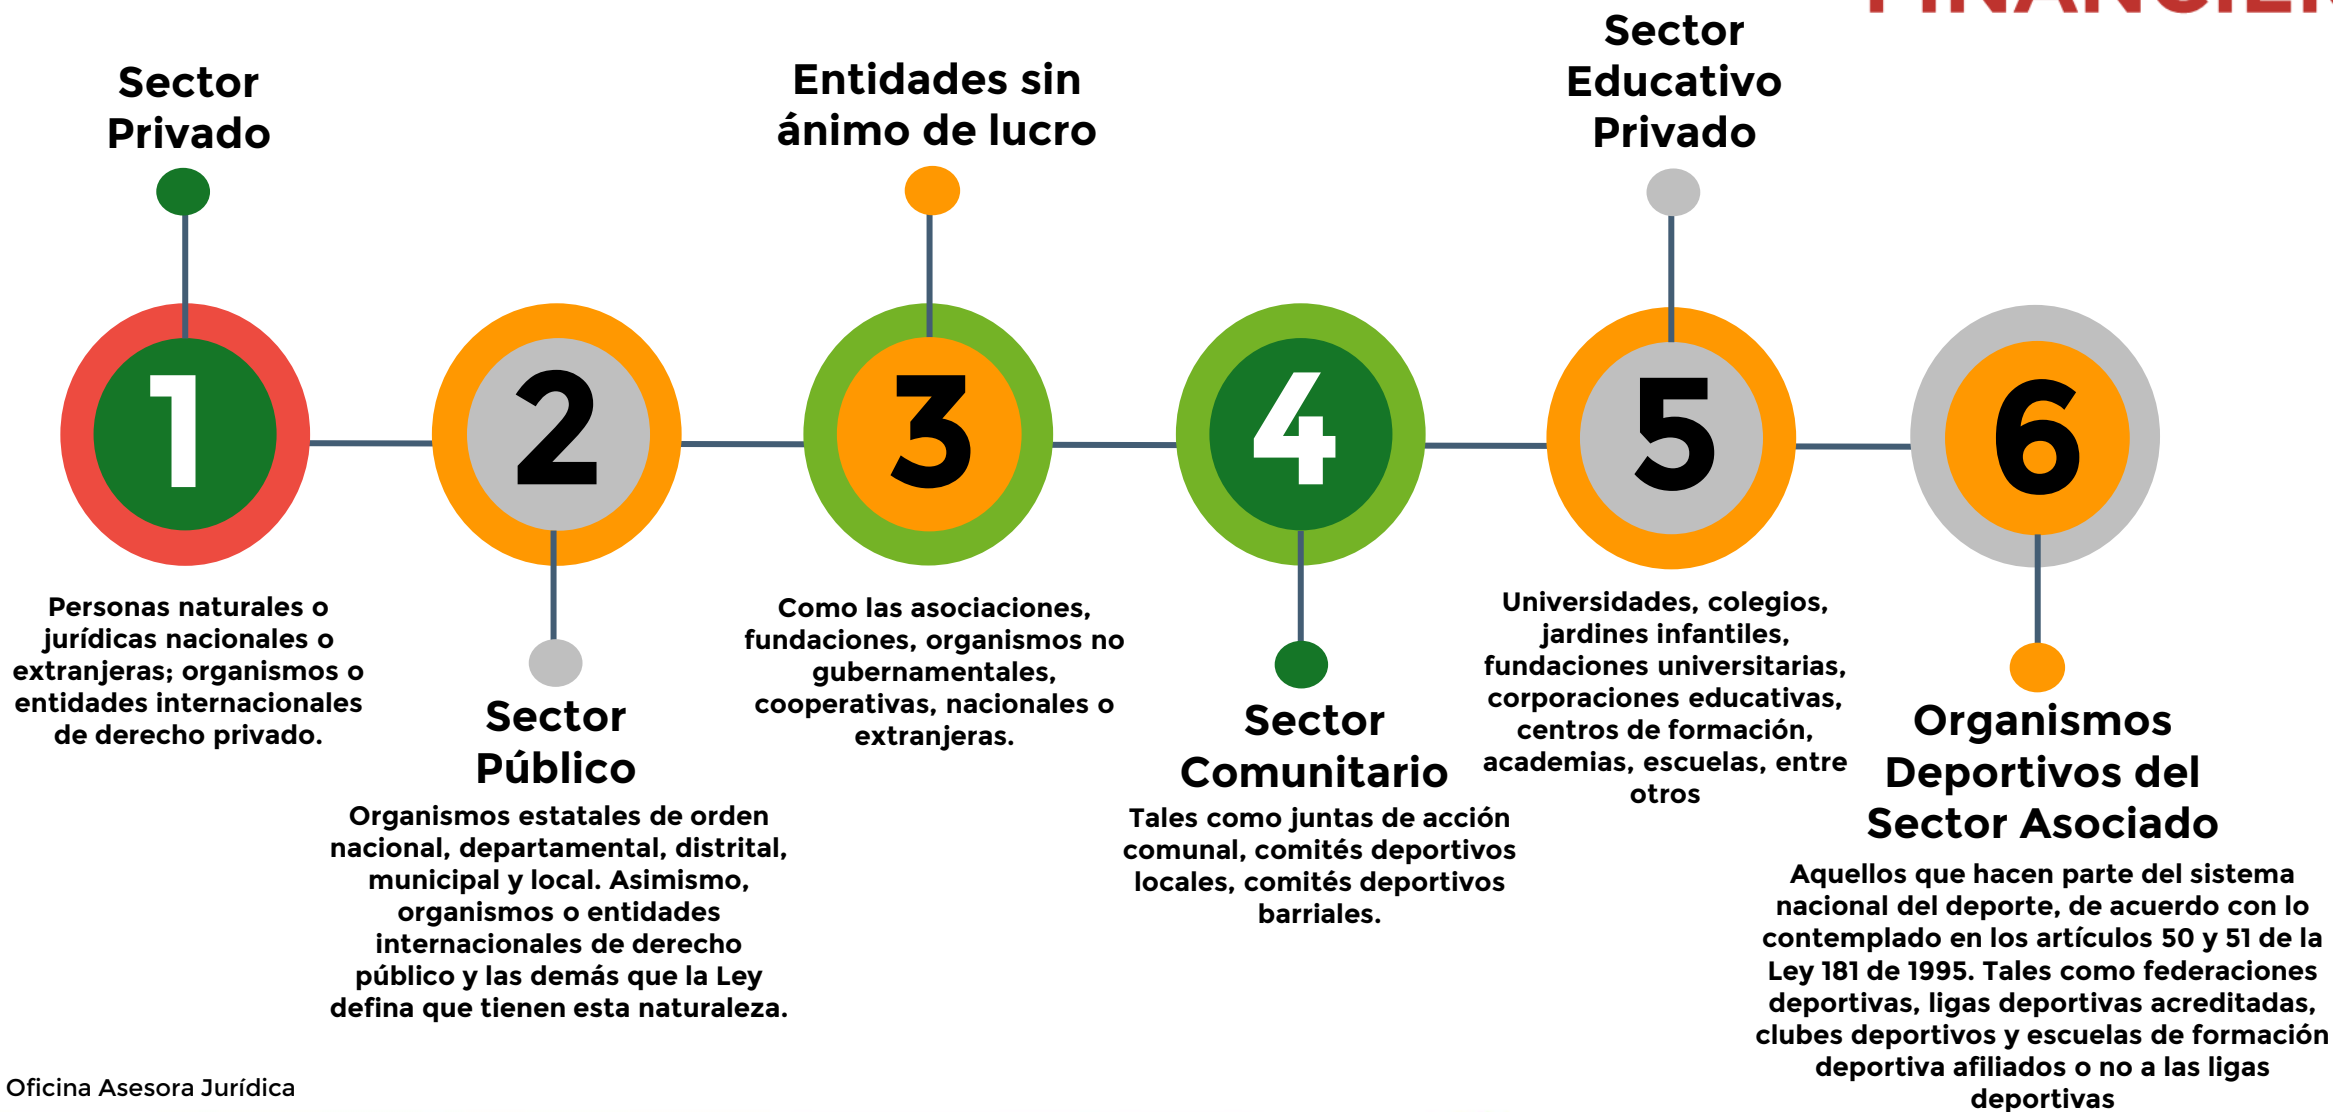 Sector
Privado
1
Personas naturales o
jurídicas nacionales o
extranjeras; organismos o
entidades internacionales
de derecho privado.
2
Sector
Público
Organismos estatales de orden
nacional, departamental, distrital,
municipal y local. Asimismo,
organismos o entidades
internacionales de derecho
público y las demás que la Ley
defina que tienen esta naturaleza.
Entidades sin
ánimo de lucro
3
Como las asociaciones,
fundaciones, organismos no
gubernamentales,
cooperativas, nacionales o
extranjeras.
4
Sector
Comunitario
Tales como juntas de acción
comunal, comités deportivos
locales, comités deportivos
barriales.
Sector
Educativo
Privado
5
Universidades, colegios,
jardines infantiles,
fundaciones universitarias,
corporaciones educativas,
centros de formación,
academias, escuelas, entre
otros
6
Organismos
Deportivos del
Sector Asociado
Aquellos que hacen parte del sistema
nacional del deporte, de acuerdo con lo
contemplado en los artículos 50 y 51 de la
Ley 181 de 1995. Tales como federaciones
deportivas, ligas deportivas acreditadas,
clubes deportivos y escuelas de formación
deportiva afiliados o no a las ligas
deportivas
Oficina Asesora Jurídica